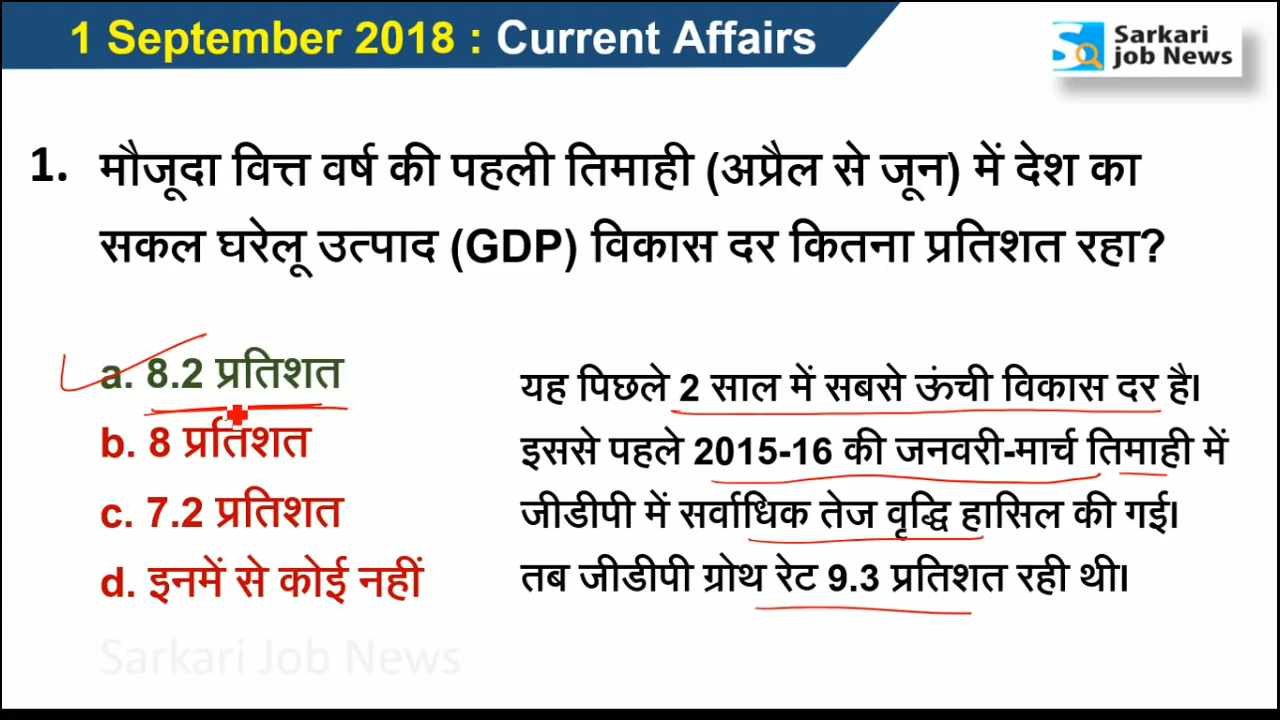 1 September 2018 : Current Affairs
Sarkari
job News
1. मौजूदा वित्त वर्ष की पहली तिमाही (अप्रैल से जून) में देश का
सकल घरेलू उत्पाद (GDP) विकास दर कितना प्रतिशत रहा?
a. 8.2 प्रतिशत
b. 8 प्रतिशत
c. 7.2 प्रतिशत
d. इनमें से कोई नहीं
यह पिछले 2 साल में सबसे ऊंची विकास दर है।
इससे पहले 2015-16 की जनवरी-मार्च तिमाही में
जीडीपी में सर्वाधिक तेज वृद्धि हासिल की गई।
तब जीडीपी ग्रोथ रेट 9.3 प्रतिशत रही थी।
Sarkari Job News